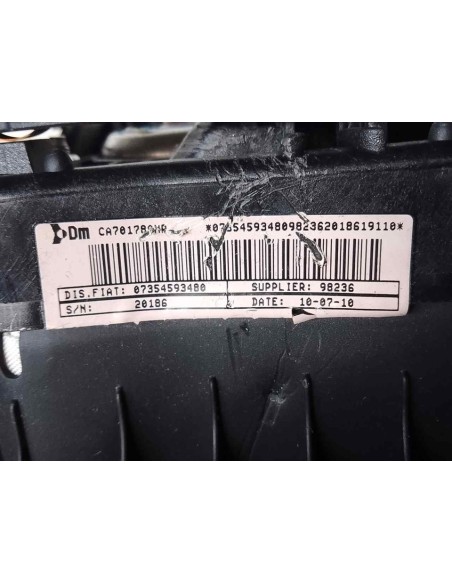 Dm *07354593480982362018619110*
DIS.FIAT: 07354593480 SUPPLIER: 98236
S/N: 20186 DATE: 10-07-10